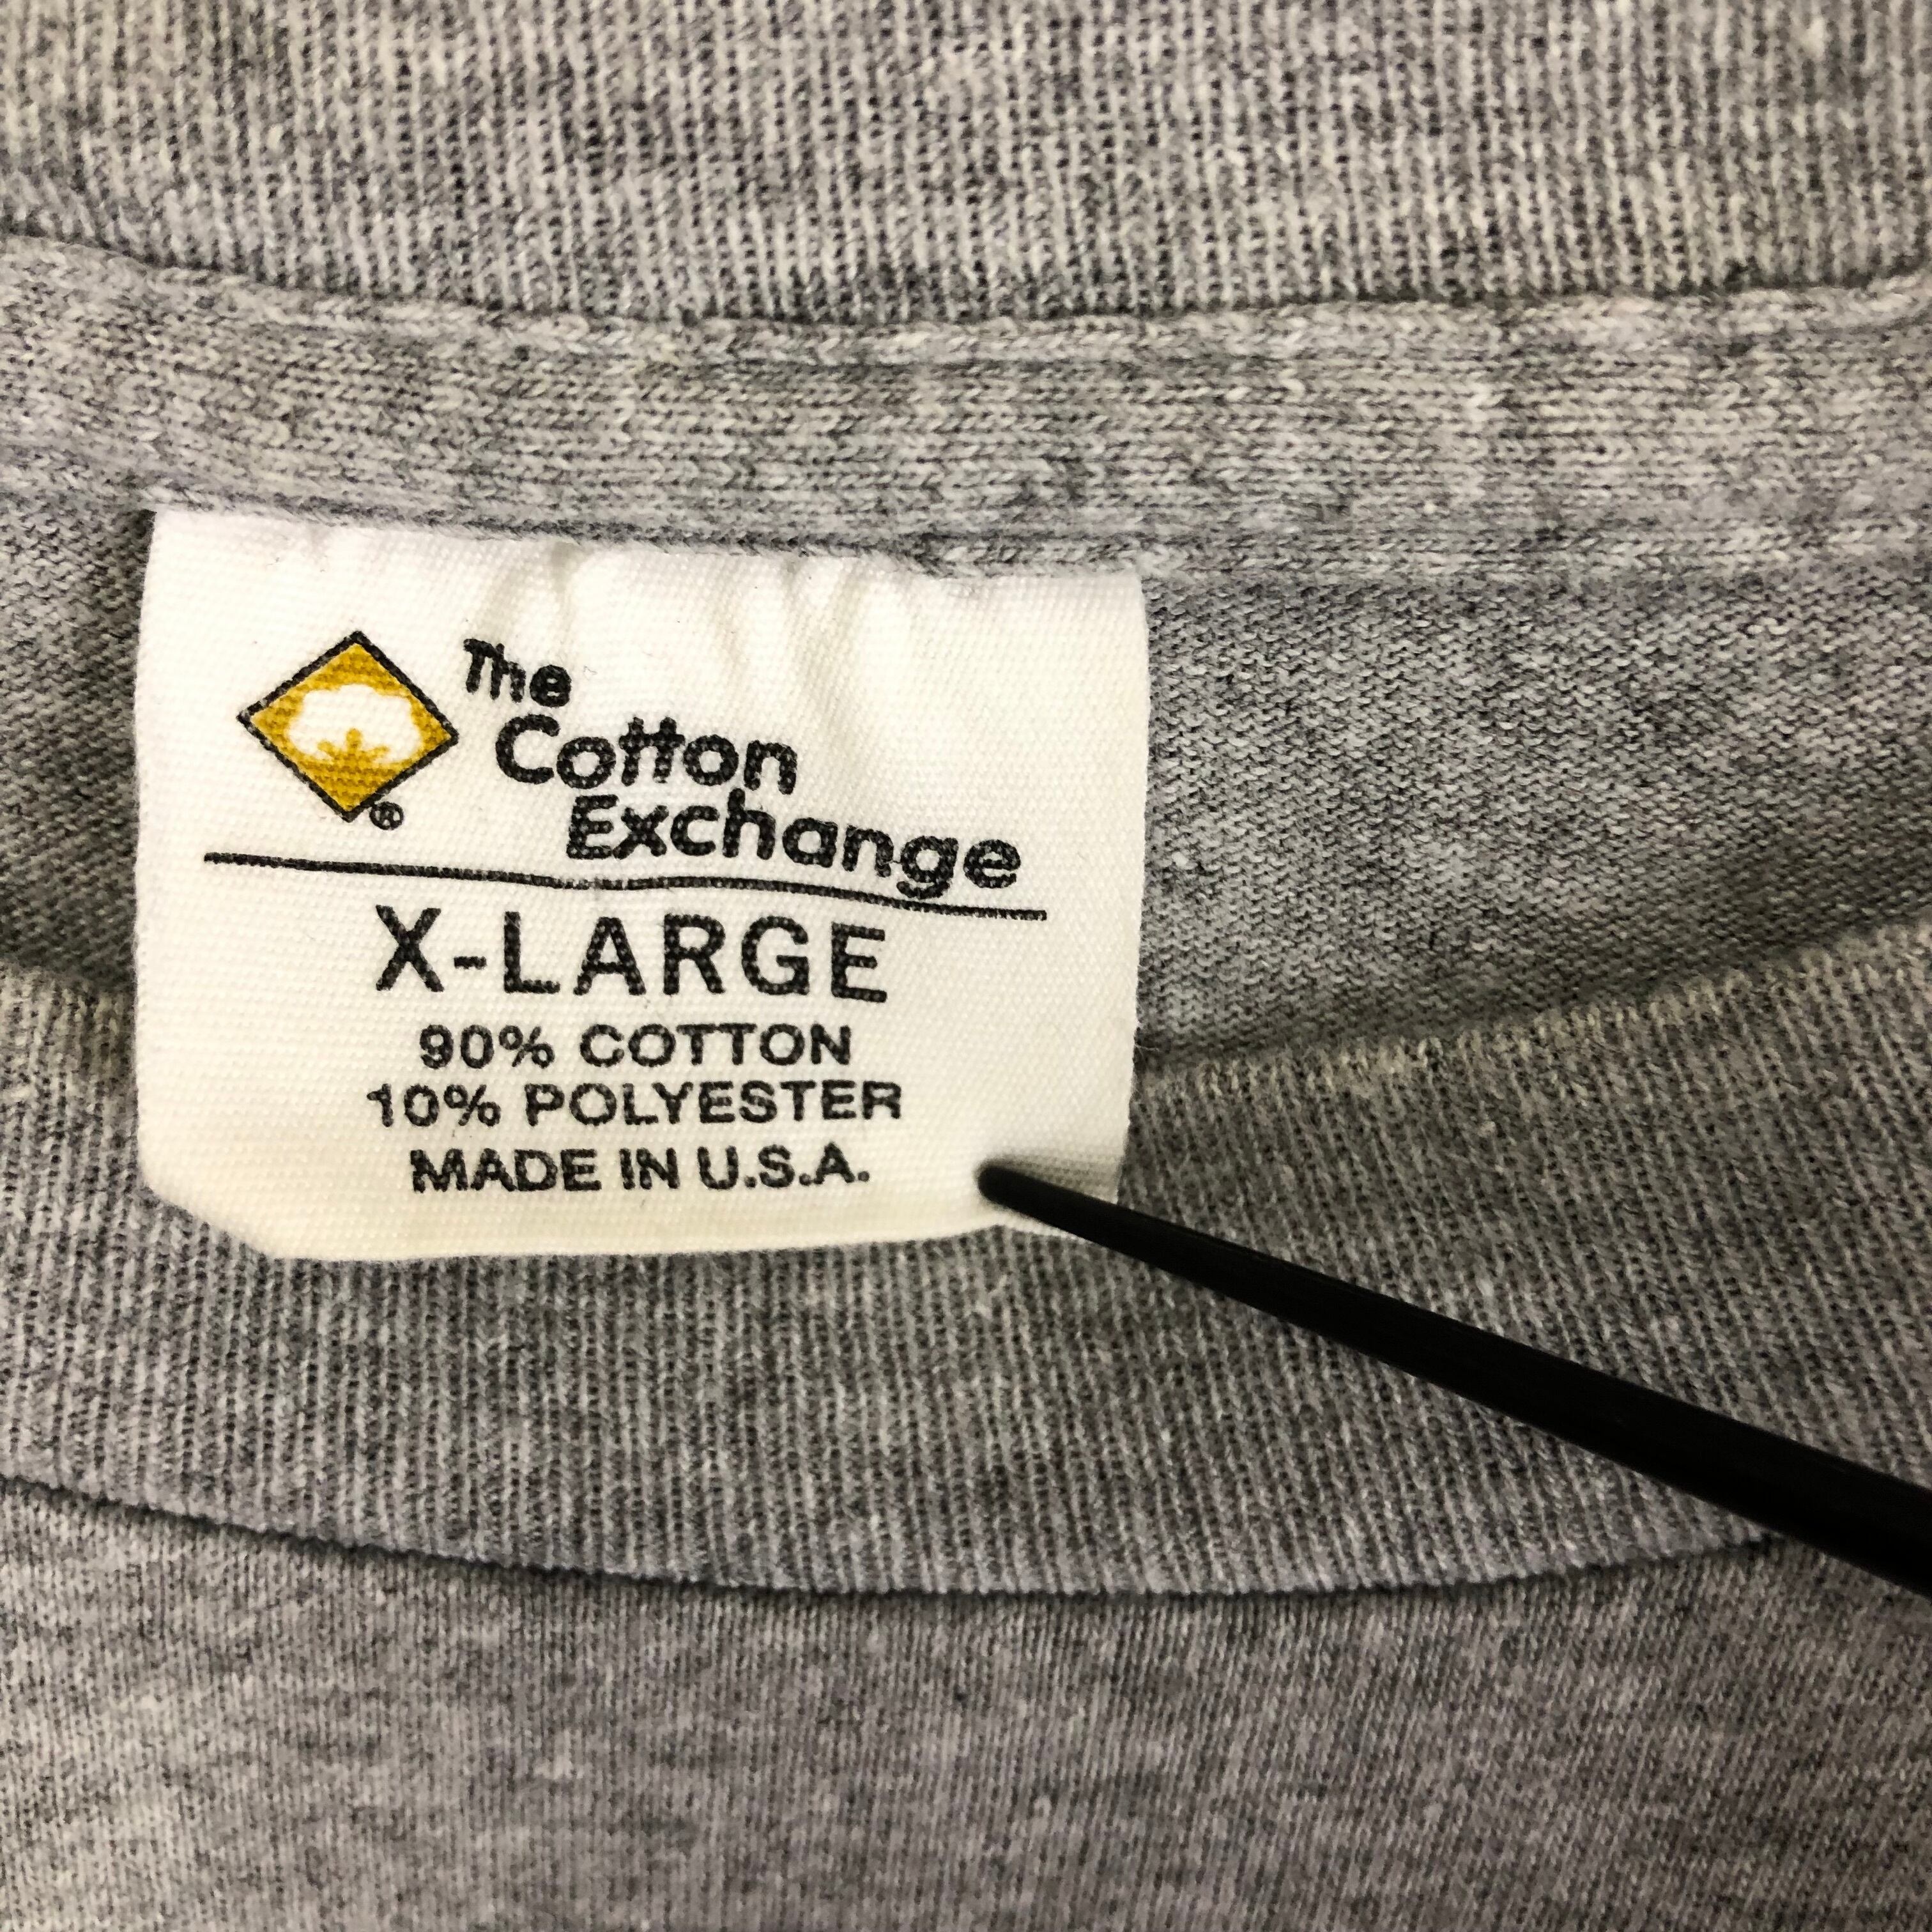 The
Cotton
Exchange
®
X-LARGE
90% COTTON
10% POLYESTER
MADE IN U.S.A.